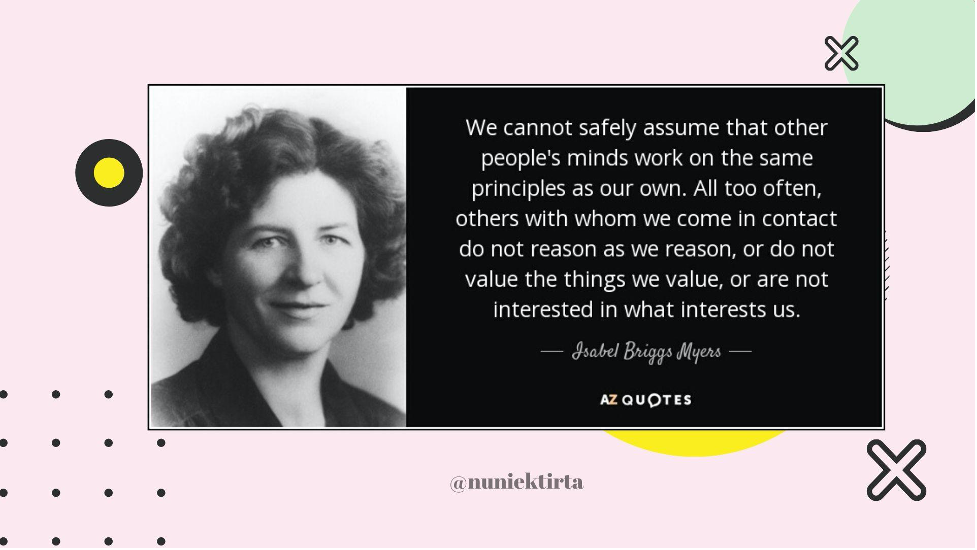 We cannot safely assume that other
people's minds work on the same
principles as our own. All too often,
others with whom we come in contact
do not reason as we reason, or do not
value the things we value, or are not
interested in what interests us.
Isabel Briggs Myers
AZ QUOTES
@nuniektirta